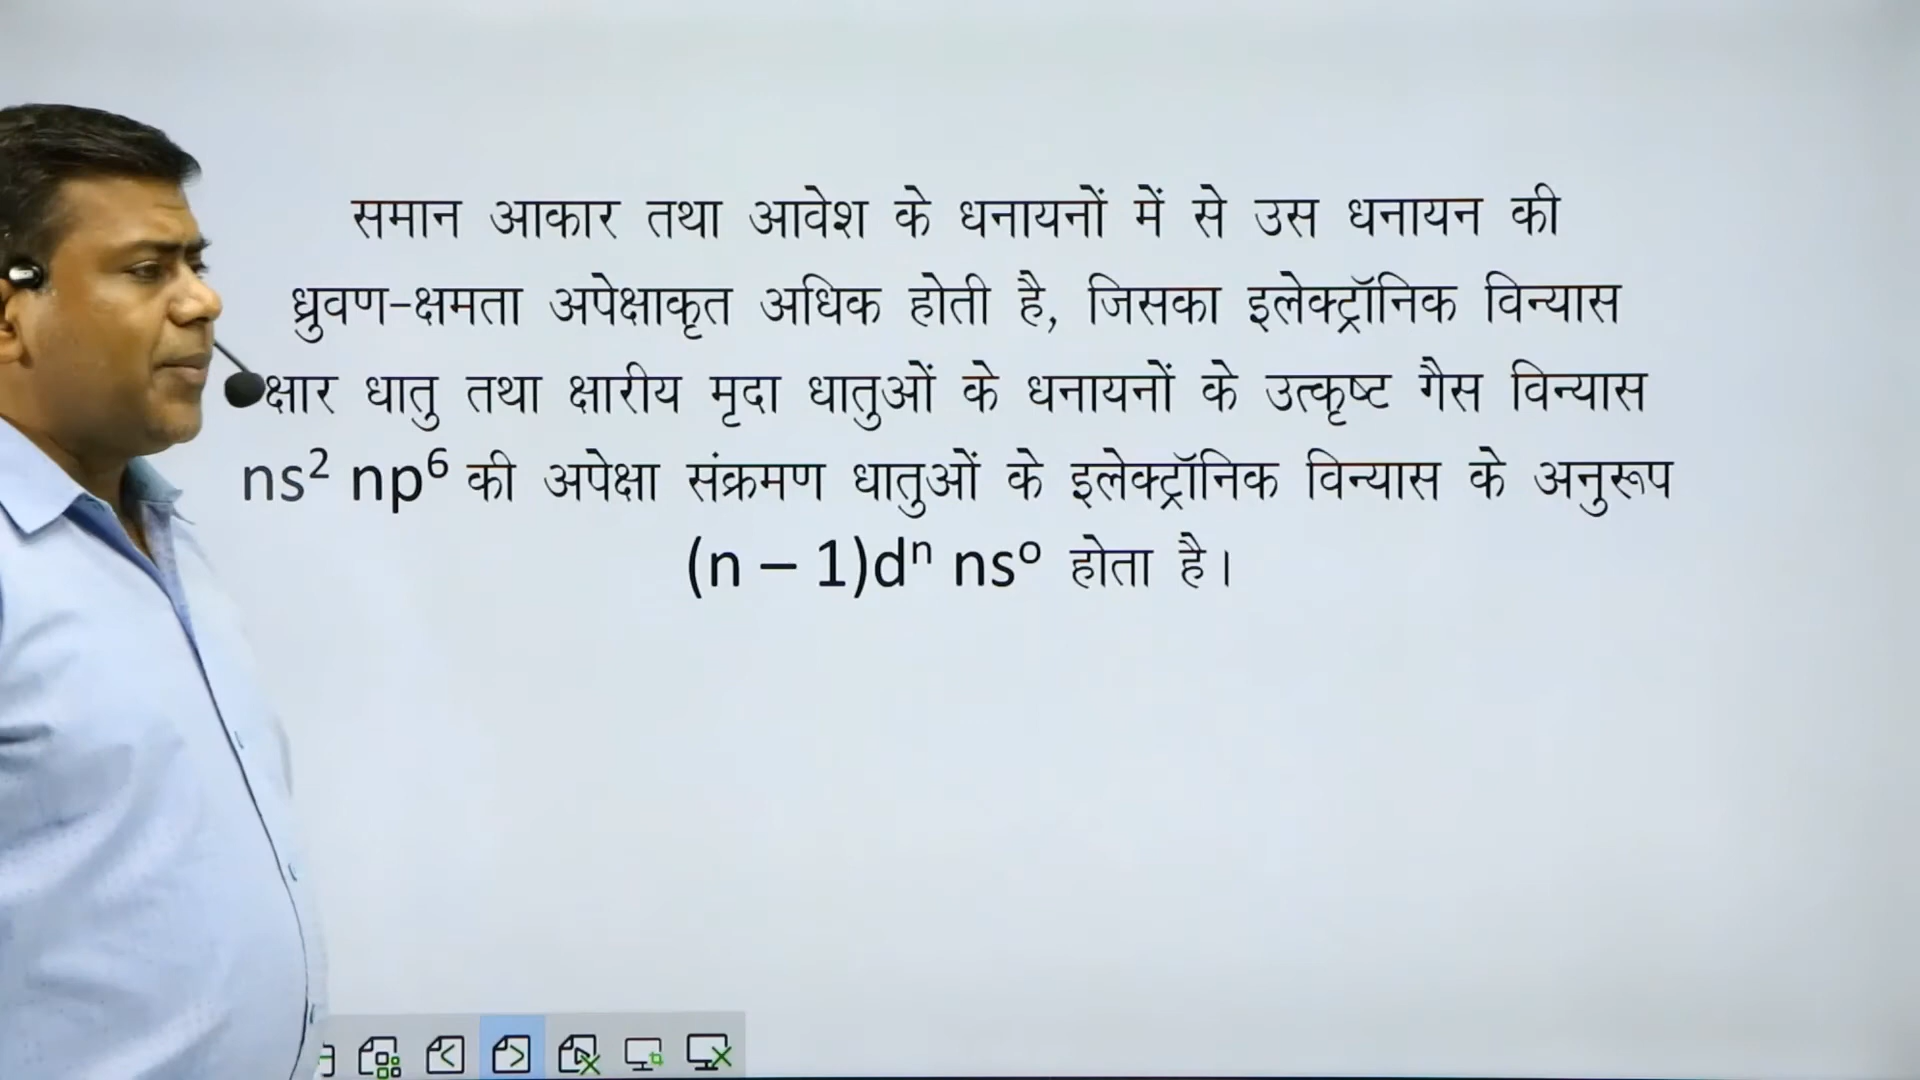 समान आकार तथा आवेश के धनायनों में से उस धनायन की
ध्रुवण-क्षमता अपेक्षाकृत अधिक होती है, जिसका इलेक्ट्रॉनिक विन्यास
क्षार धातु तथा क्षारीय मृदा धातुओं के धनायनों के उत्कृष्ट गैस विन्यास
ns² np⁶ की अपेक्षा संक्रमण धातुओं के इलेक्ट्रॉनिक विन्यास के अनुरूप
(n – 1)dⁿ nsᵒ होता है।